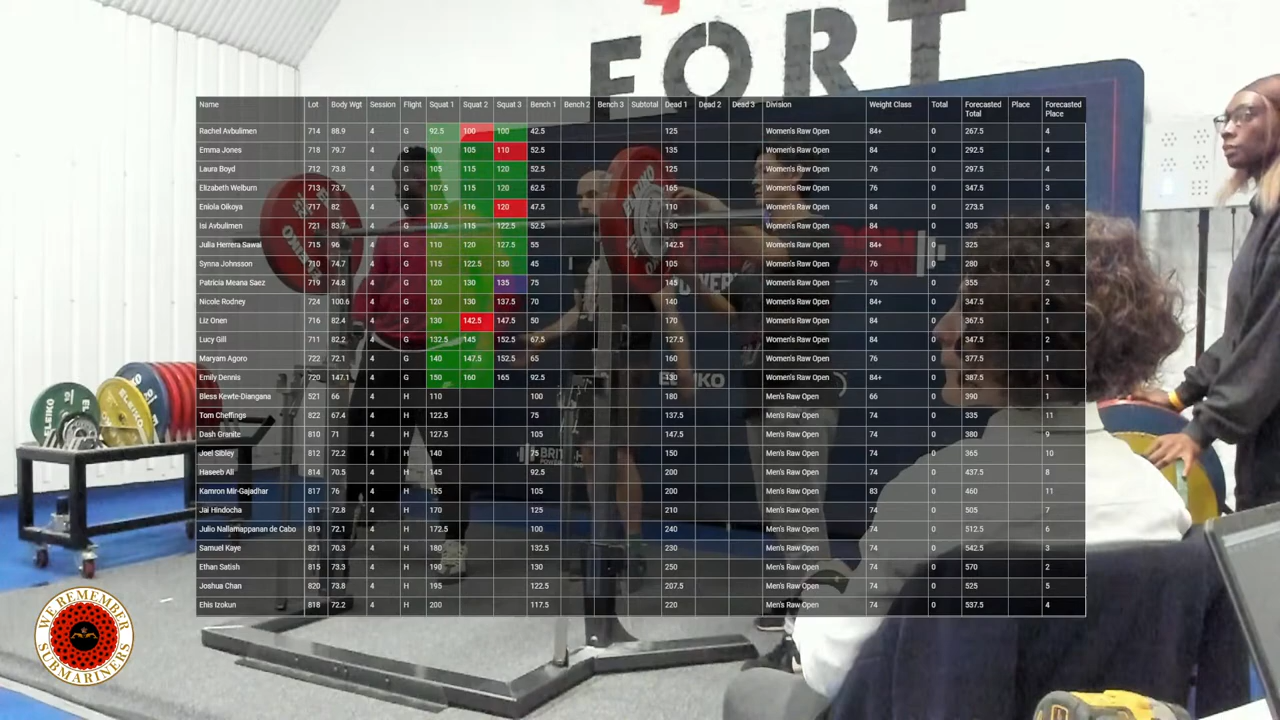 FORT
Name Lot Body Wgt Session Flight Squat 1 Squat 2 Squat 3 Bench 1 Bench 2 Bench 3 Subtotal Dead 1 Dead 2 Dead 3 Division Weight Class Total Forecasted Total Place Forecasted Place
Rachel Avbulimen 714 88.9 4 G 92.5 100 100 42.5 125 Women's Raw Open 84+ 0 267.5 4
Emma Jones 718 79.7 4 G 100 105 110 52.5 135 Women's Raw Open 84 0 292.5 4
Laura Boyd 712 73.8 4 G 105 115 120 52.5 125 Women's Raw Open 76 0 297.5 4
Elizabeth Welburn 713 73.7 4 G 107.5 115 120 62.5 165 Women's Raw Open 76 0 347.5 3
Eniola Oikoya 717 82 4 G 107.5 116 120 47.5 110 Women's Raw Open 84 0 273.5 6
Isi Avbulimen 721 83.7 4 G 107.5 115 122.5 52.5 130 Women's Raw Open 84 0 305 3
Julia Herrera Sawai 715 96 4 G 110 120 127.5 55 142.5 Women's Raw Open 84+ 0 325 3
Synna Johnsson 710 74.7 4 G 115 122.5 130 45 105 Women's Raw Open 76 0 280 5
Patricia Meana Saez 719 74.8 4 G 120 130 135 75 145 Women's Raw Open 76 0 355 2
Nicole Rodney 724 100.6 4 G 120 130 137.5 70 140 Women's Raw Open 84+ 0 347.5 2
Liz Onen 716 82.4 4 G 130 142.5 147.5 50 170 Women's Raw Open 84 0 367.5 1
Lucy Gill 711 82.2 4 G 132.5 145 152.5 67.5 127.5 Women's Raw Open 84 0 347.5 2
Maryam Agoro 722 72.1 4 G 140 147.5 152.5 65 160 Women's Raw Open 76 0 377.5 1
Emily Dennis 720 147.1 4 G 150 160 165 92.5 130 Women's Raw Open 84+ 0 387.5 1
Bless Kewte-Diangana 521 66 4 H 110 100 180 Men's Raw Open 66 0 390 1
Tom Cheffings 822 67.4 4 H 122.5 75 137.5 Men's Raw Open 74 0 335 11
Dash Granite 810 71 4 H 127.5 105 147.5 Men's Raw Open 74 0 380 9
Joel Sibley 812 72.2 4 H 140 75 150 Men's Raw Open 74 0 365 10
Haseeb Ali 814 70.5 4 H 145 92.5 200 Men's Raw Open 74 0 437.5 8
Kamron Mir-Gajadhar 817 76 4 H 155 105 200 Men's Raw Open 83 0 460 11
Jai Hindocha 811 72.8 4 H 170 125 210 Men's Raw Open 74 0 505 7
Julio Nallamappanan de Cabo 819 72.1 4 H 172.5 100 240 Men's Raw Open 74 0 512.5 6
Samuel Kaye 821 70.3 4 H 180 132.5 230 Men's Raw Open 74 0 542.5 3
Ethan Satish 815 73.3 4 H 190 130 250 Men's Raw Open 74 0 570 2
Joshua Chan 820 73.8 4 H 195 122.5 207.5 Men's Raw Open 74 0 525 5
Ehis Izokun 818 72.2 4 H 200 117.5 220 Men's Raw Open 74 0 537.5 4
ELEIKO
ELEIKO
WE REMEMBER
SUBMARINERS